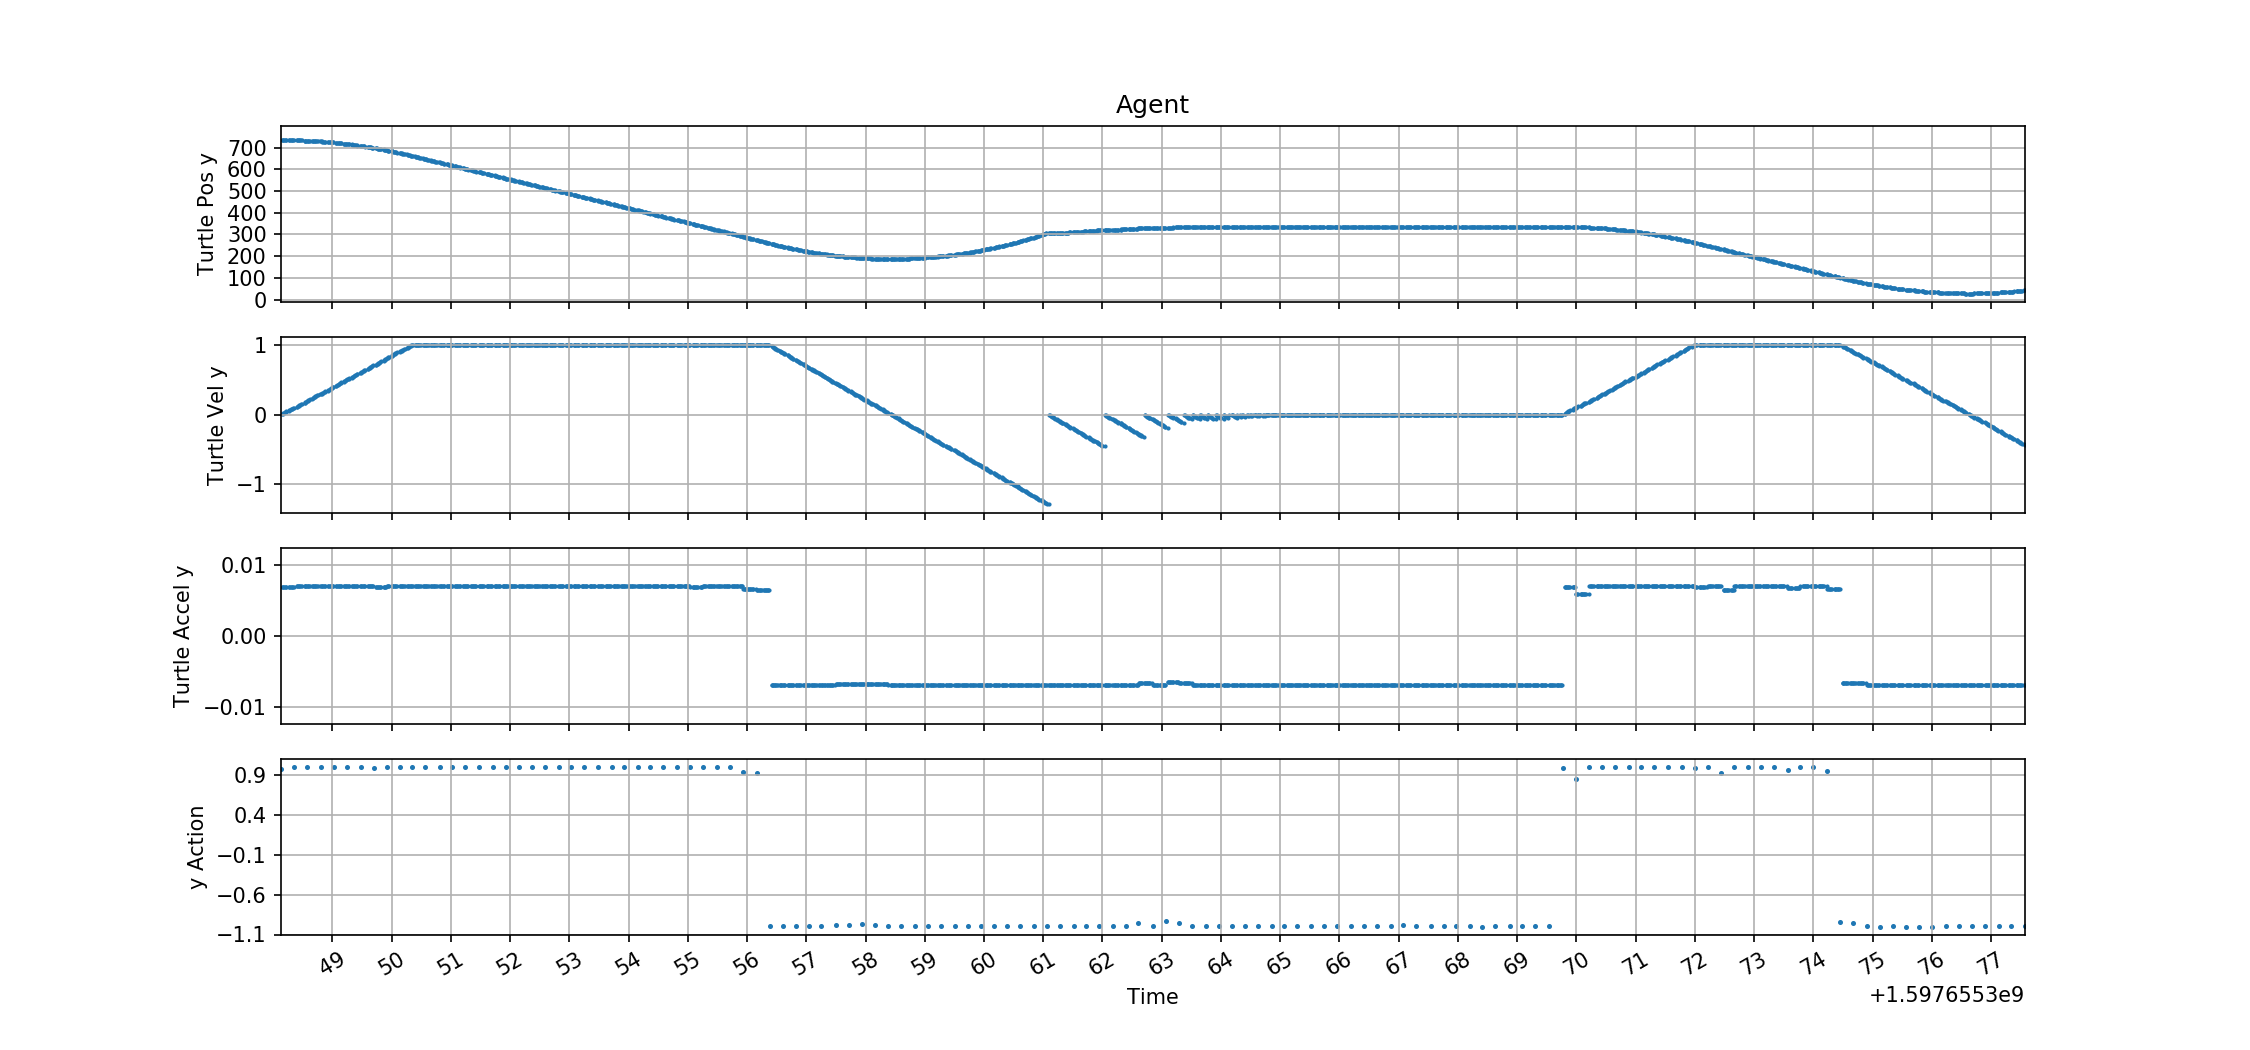 Agent
Turtle Pos y
700
600
500
400
300
200
100
0
Turtle Vel y
1
0
−1
Turtle Accel y
0.01
0.00
−0.01
y Action
0.9
0.4
−0.1
−0.6
−1.1
49 50 51 52 53 54 55 56 57 58 59 60 61 62 63 64 65 66 67 68 69 70 71 72 73 74 75 76 77
Time
+1.5976553e9